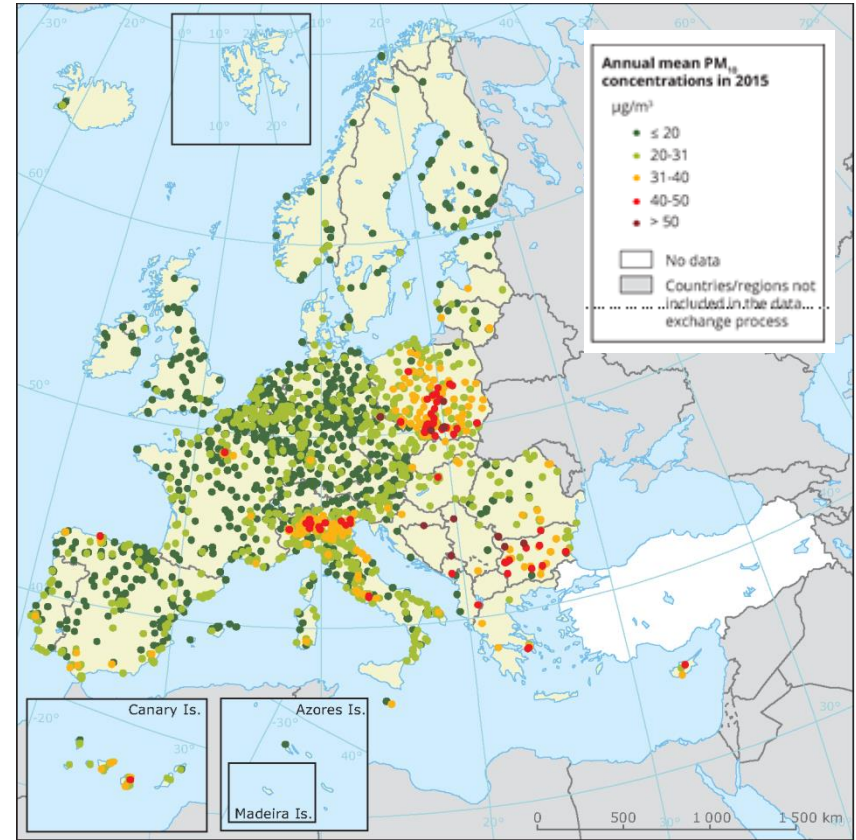 -30°
-20°
0°
20°
30°
10°
20°
60°
50°
40°
Annual mean PM₁₀
concentrations in 2015
µg/m³
≤ 20
20-31
31-40
40-50
> 50
No data
Countries/regions not
included in the data
exchange process
40°
30°
Canary Is.
-20°
30°
Azores Is.
-30°
40°
Madeira Is.
0°
10°
20°
0 500 1 000 1 500 km